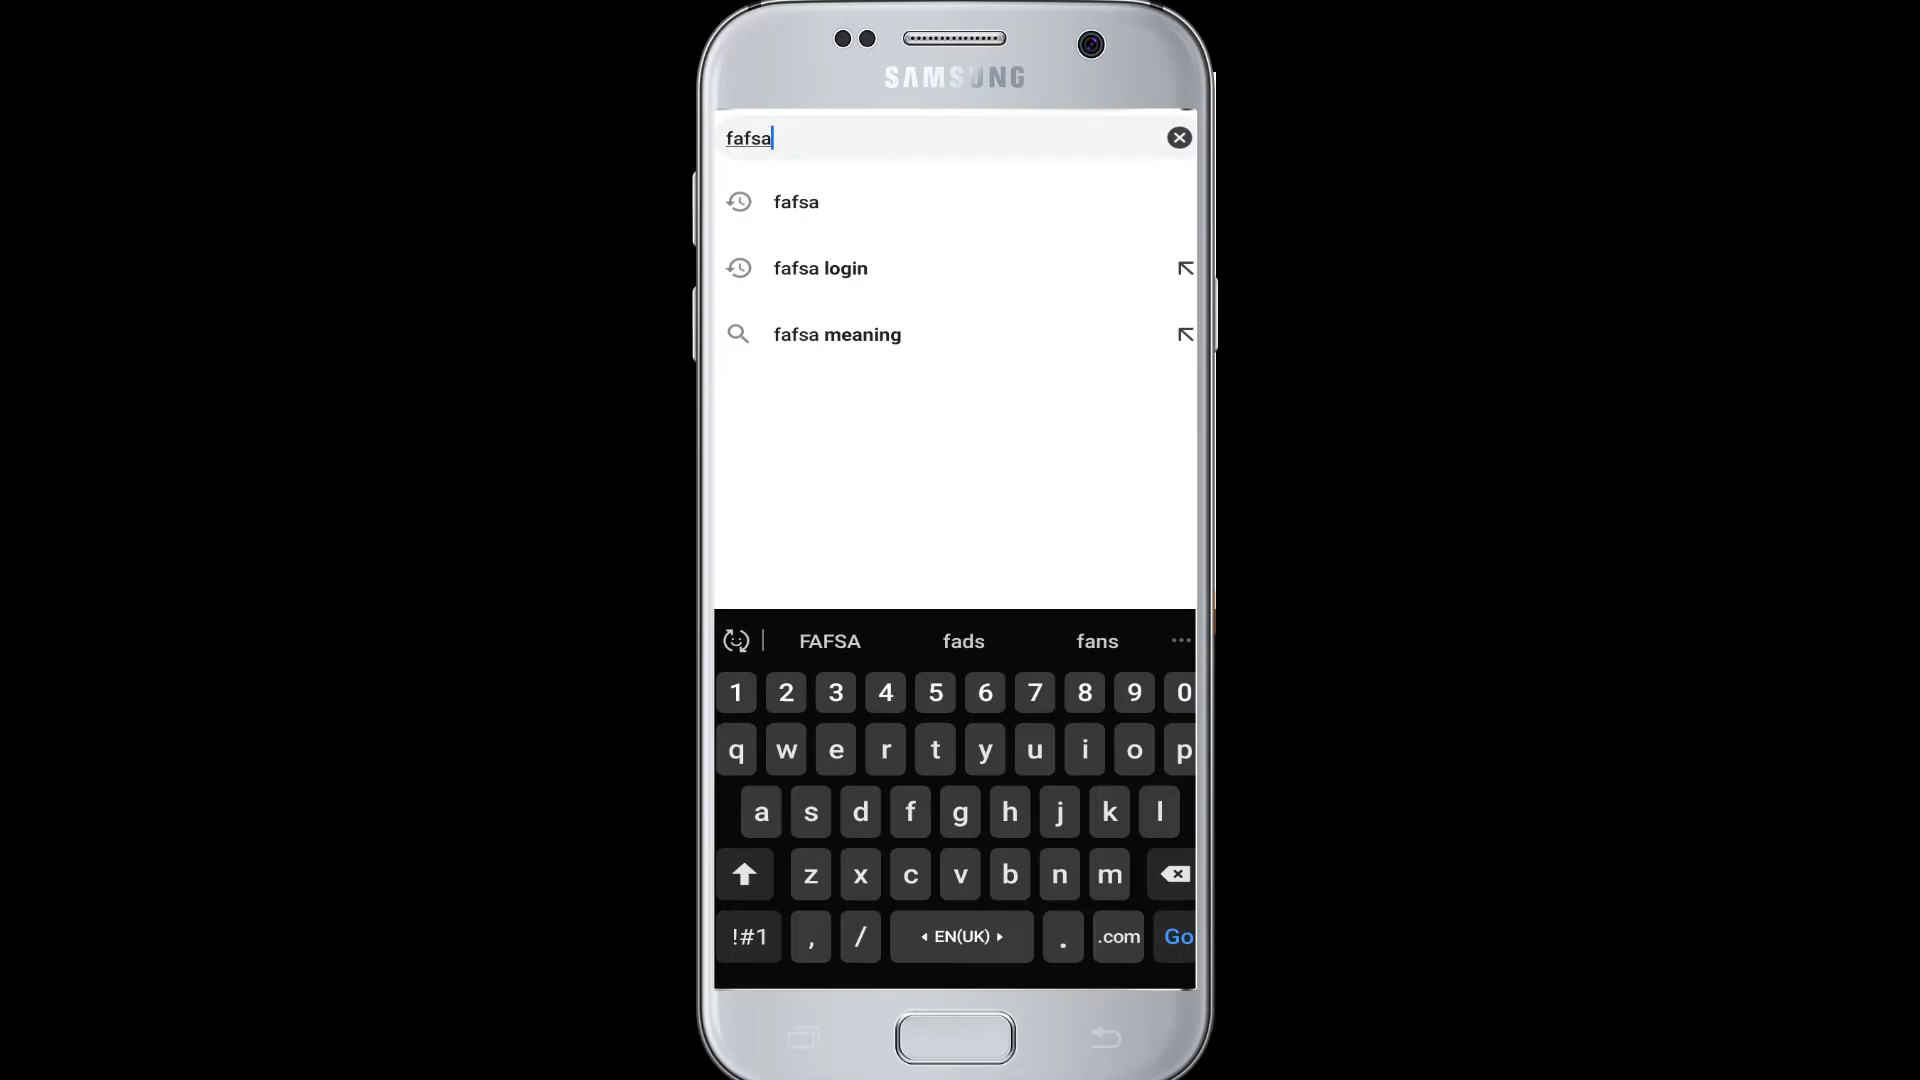 SAMSUNG
fafsa
fafsa
fafsa login
fafsa meaning
FAFSA fads fans
1 2 3 4 5 6 7 8 9 0
q w e r t y u i o p
a s d f g h j k l
z x c v b n m
!#1 , / EN(UK) . .com Go